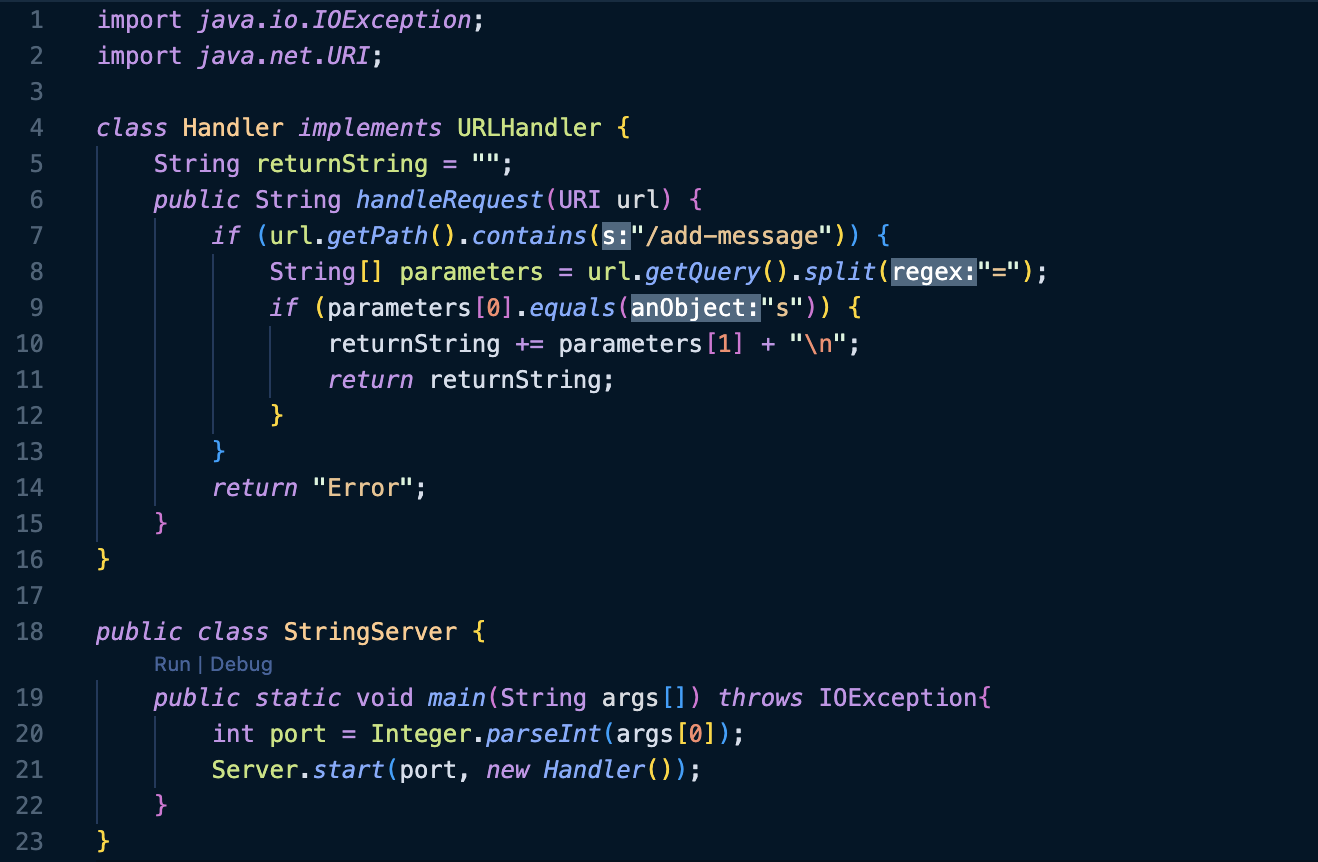 1 import java.io.IOException;
2 import java.net.URI;
3
4 class Handler implements URLHandler {
5     String returnString = "";
6     public String handleRequest(URI url) {
7         if (url.getPath().contains(s:"/add-message")) {
8             String[] parameters = url.getQuery().split(regex:"=");
9             if (parameters[0].equals(anObject:"s")) {
10                 returnString += parameters[1] + "\n";
11                 return returnString;
12             }
13         }
14         return "Error";
15     }
16 }
17
18 public class StringServer {
Run | Debug
19     public static void main(String args[]) throws IOException{
20         int port = Integer.parseInt(args[0]);
21         Server.start(port, new Handler());
22     }
23 }